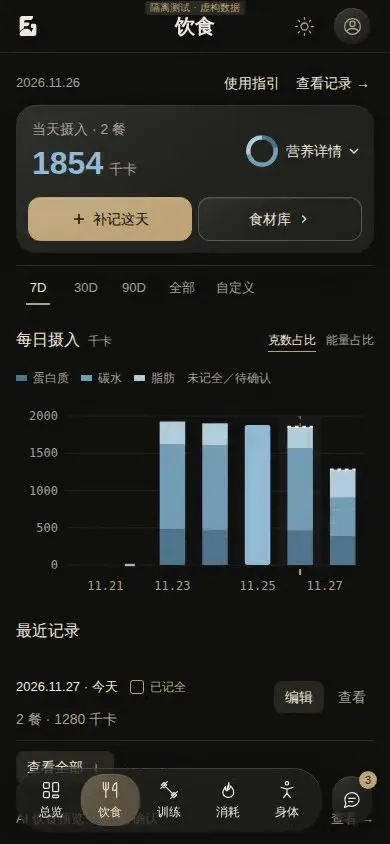 隔离测试 · 虚构数据
饮食
2026.11.26
使用指引
查看记录 →
当天摄入 · 2 餐
1854 千卡
营养详情
+ 补记这天
食材库 >
7D 30D 90D 全部 自定义
每日摄入 千卡
克数占比 能量占比
蛋白质 碳水 脂肪 未记全／待确认
2000
1500
1000
500
0
11.21 11.23 11.25 11.27
最近记录
2026.11.27 · 今天 已记全
编辑 查看
2 餐 · 1280 千卡
查看全部
3
总览 饮食 训练 消耗 身体
查看 →